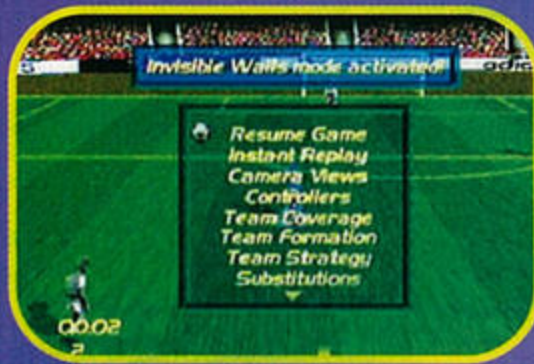 Invisible Walls mode activated!
Resume Game
Instant Replay
Camera Views
Controllers
Team Coverage
Team Formation
Team Strategy
Substitutions
00.02
2